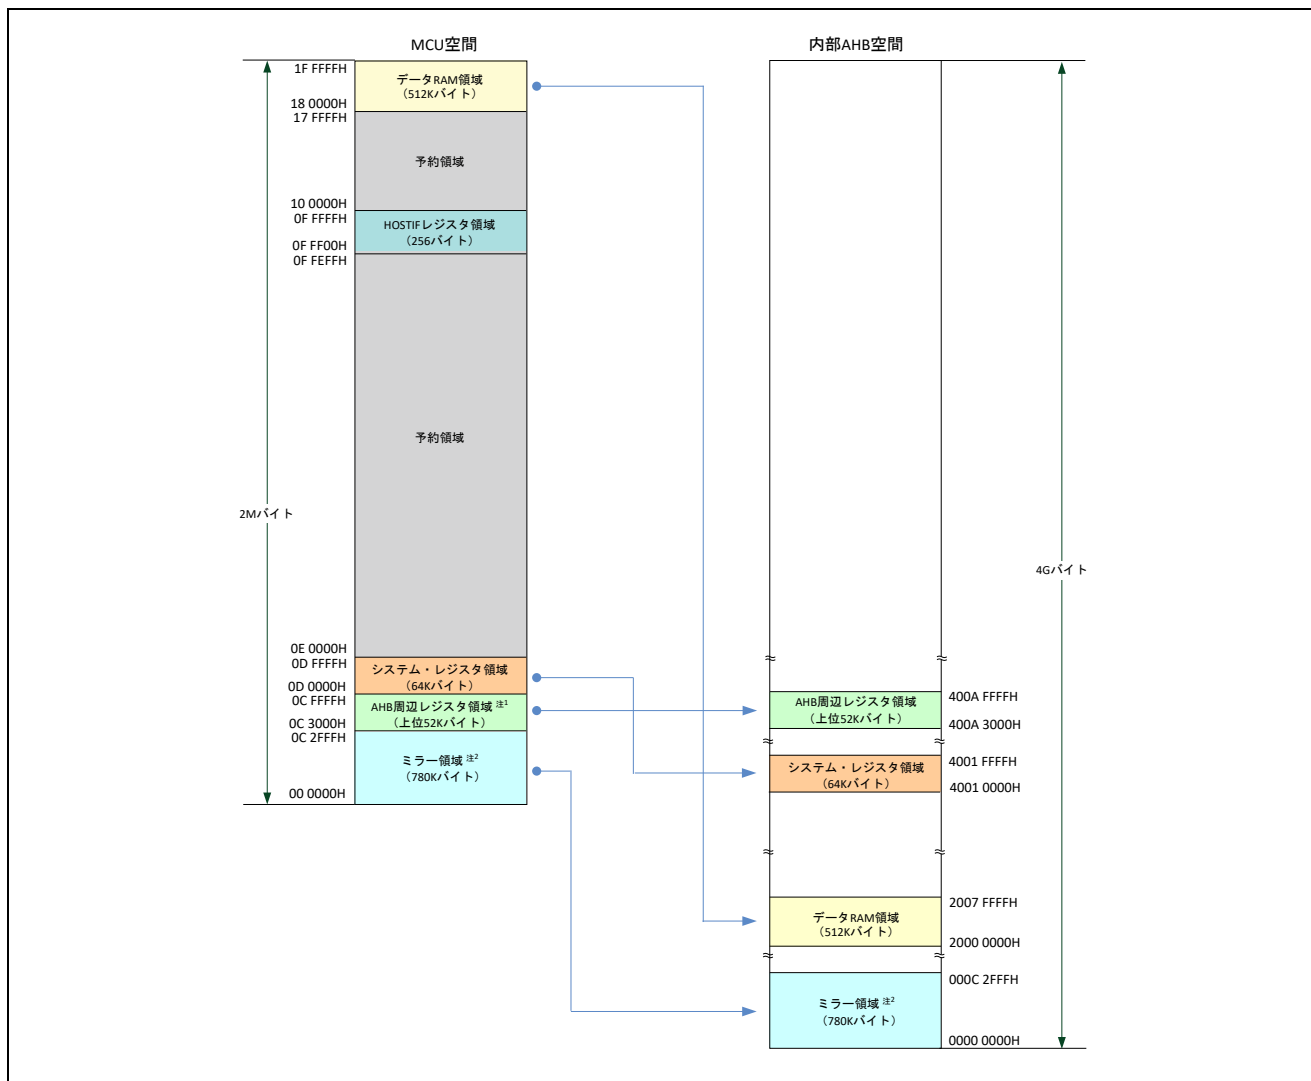 MCU空間
1F FFFFH
データRAM領域
（512Kバイト）
18 0000H
17 FFFFH
予約領域
10 0000H
0F FFFFH
HOSTIFレジスタ領域
（256バイト）
0F FF00H
0F FEFFH
予約領域
2Mバイト
0E 0000H
0D FFFFH
システム・レジスタ領域
（64Kバイト）
0D 0000H
0C FFFFH
AHB周辺レジスタ領域 注1
（上位52Kバイト）
0C 3000H
0C 2FFFH
ミラー領域 注2
（780Kバイト）
00 0000H
内部AHB空間
4Gバイト
AHB周辺レジスタ領域
（上位52Kバイト）
400A FFFFH
400A 3000H
システム・レジスタ領域
（64Kバイト）
4001 FFFFH
4001 0000H
データRAM領域
（512Kバイト）
2007 FFFFH
2000 0000H
ミラー領域 注2
（780Kバイト）
000C 2FFFH
0000 0000H